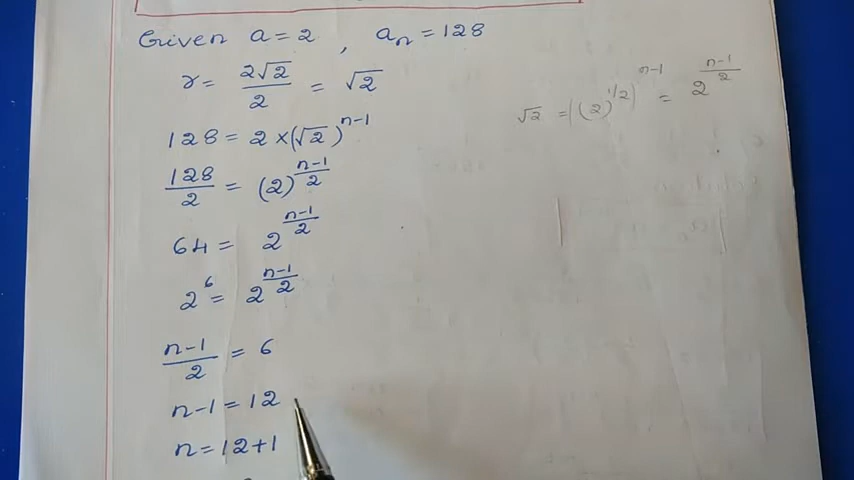 Given a = 2 , aₙ = 128
r = 2√2/2 = √2
128 = 2 × (√2)^(n-1)
128/2 = (2)^((n-1)/2)
64 = 2^((n-1)/2)
2^6 = 2^((n-1)/2)
(n-1)/2 = 6
n-1 = 12
n = 12+1
√2 = ((2)^(1/2))^(n-1) = 2^((n-1)/2)